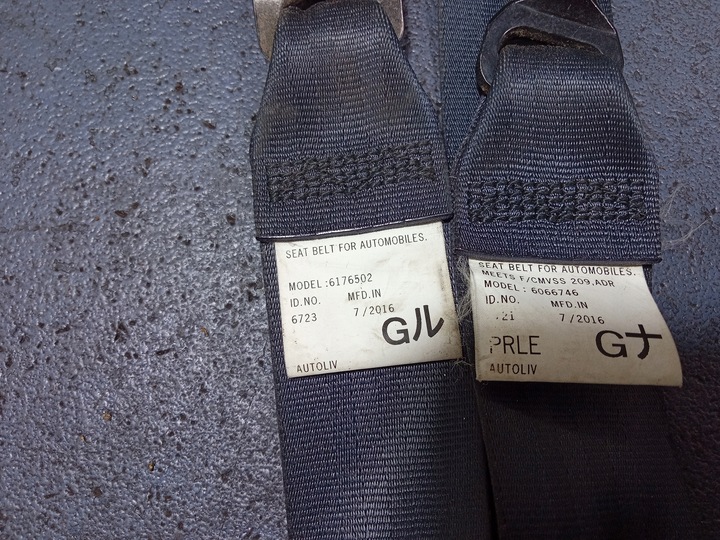 SEAT BELT FOR AUTOMOBILES.
MODEL :6176502
ID.NO. MFD.IN
6723 7/2016
Gル
AUTOLIV
SEAT BELT FOR AUTOMOBILES.
MEETS F/CMVSS 209.ADR
MODEL : 6066746
ID.NO. MFD.IN
7/2016
PRLE Gナ
AUTOLIV